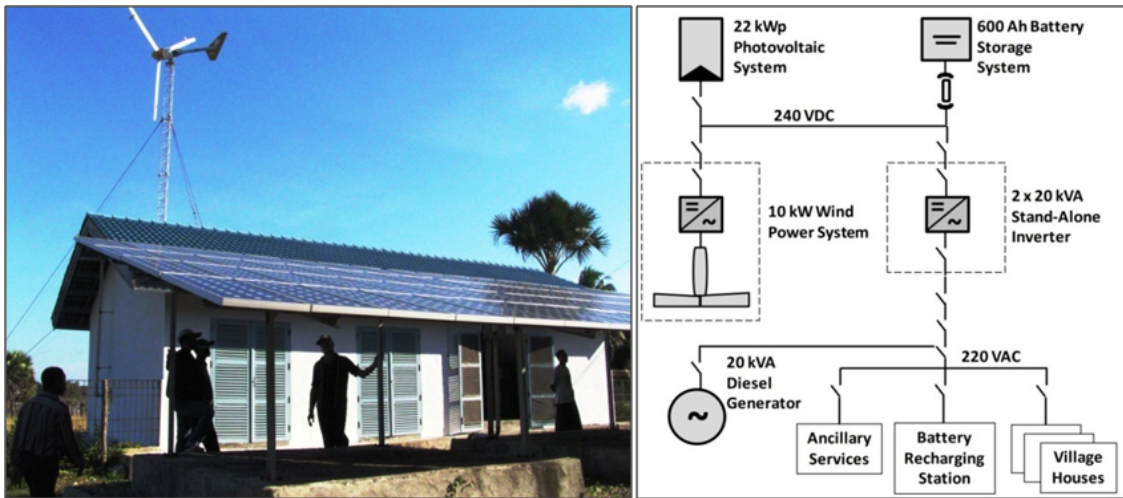 22 kWp
Photovoltaic
System
600 Ah Battery
Storage
System
240 VDC
10 kW Wind
Power System
2 x 20 kVA
Stand-Alone
Inverter
220 VAC
20 kVA
Diesel
Generator
Ancillary
Services
Battery
Recharging
Station
Village
Houses